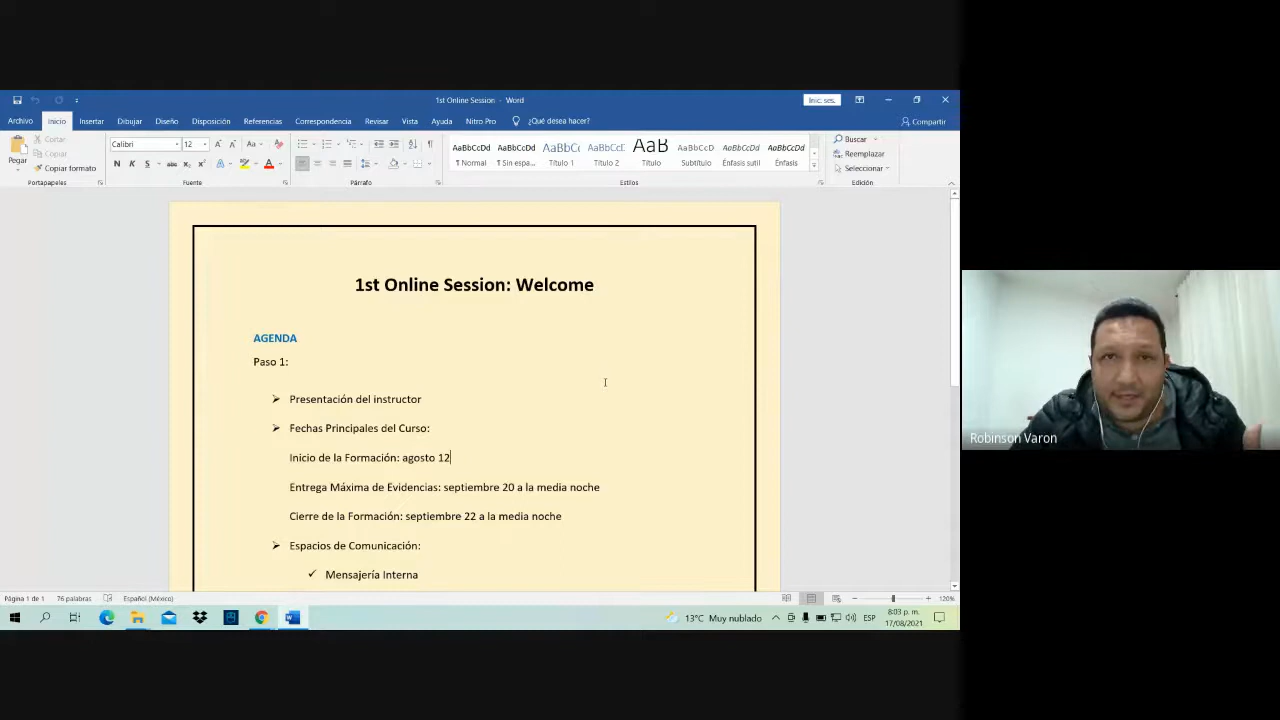 1st Online Session - Word
Inic. ses.
Archivo Inicio Insertar Dibujar Diseño Disposición Referencias Correspondencia Revisar Vista Ayuda Nitro Pro ¿Qué desea hacer? Compartir
Pegar
Cortar
Copiar
Copiar formato
Portapapeles
Calibri 12
Fuente
Párrafo
AaBbCcDd AaBbCcDd AaBbCc AaBbCcD AaB AaBbCcD AaBbCcDd AaBbCcDd
¶ Normal ¶ Sin espa... Título 1 Título 2 Título Subtítulo Énfasis sutil Énfasis
Estilos
Buscar
Reemplazar
Seleccionar
Edición
1st Online Session: Welcome
AGENDA
Paso 1:
Presentación del instructor
Fechas Principales del Curso:
Inicio de la Formación: agosto 12
Entrega Máxima de Evidencias: septiembre 20 a la media noche
Cierre de la Formación: septiembre 22 a la media noche
Espacios de Comunicación:
Mensajería Interna
Robinson Varon
Página 1 de 1 76 palabras Español (México) 120%
13°C Muy nublado ESP 8:03 p. m.
17/08/2021